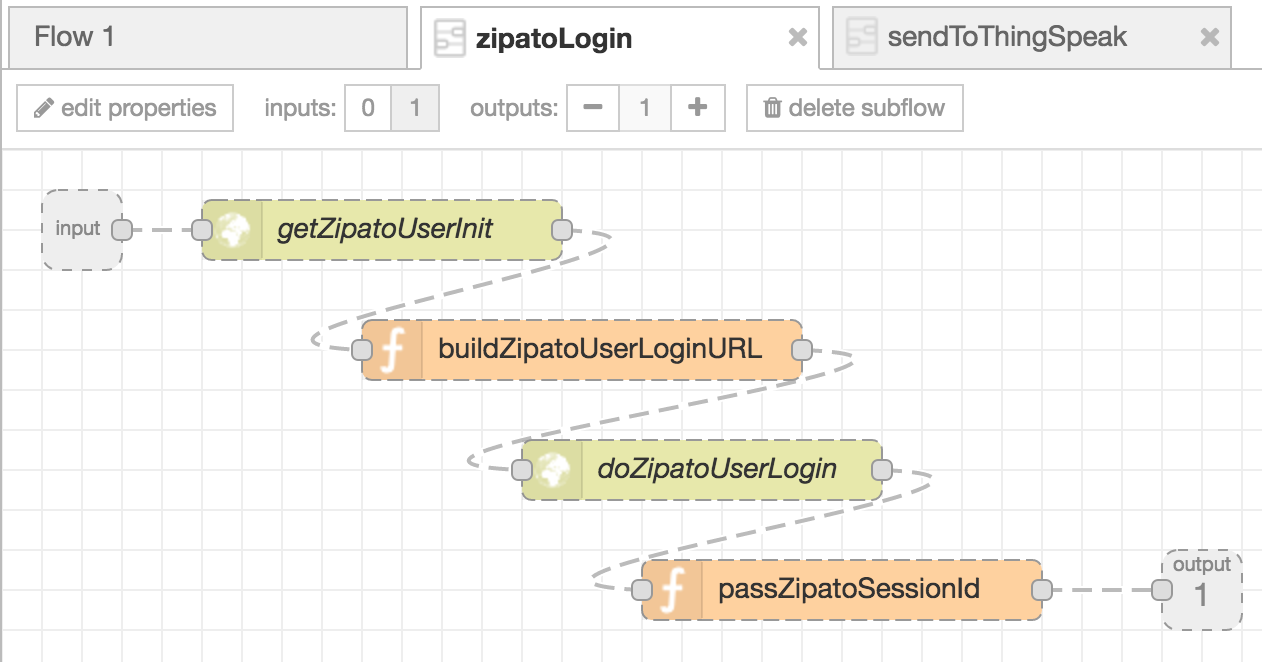 Flow 1
zipatoLogin
sendToThingSpeak
edit properties inputs: 0 1 outputs: 1 delete subflow
input
getZipatoUserInit
buildZipatoUserLoginURL
doZipatoUserLogin
passZipatoSessionId
output
1